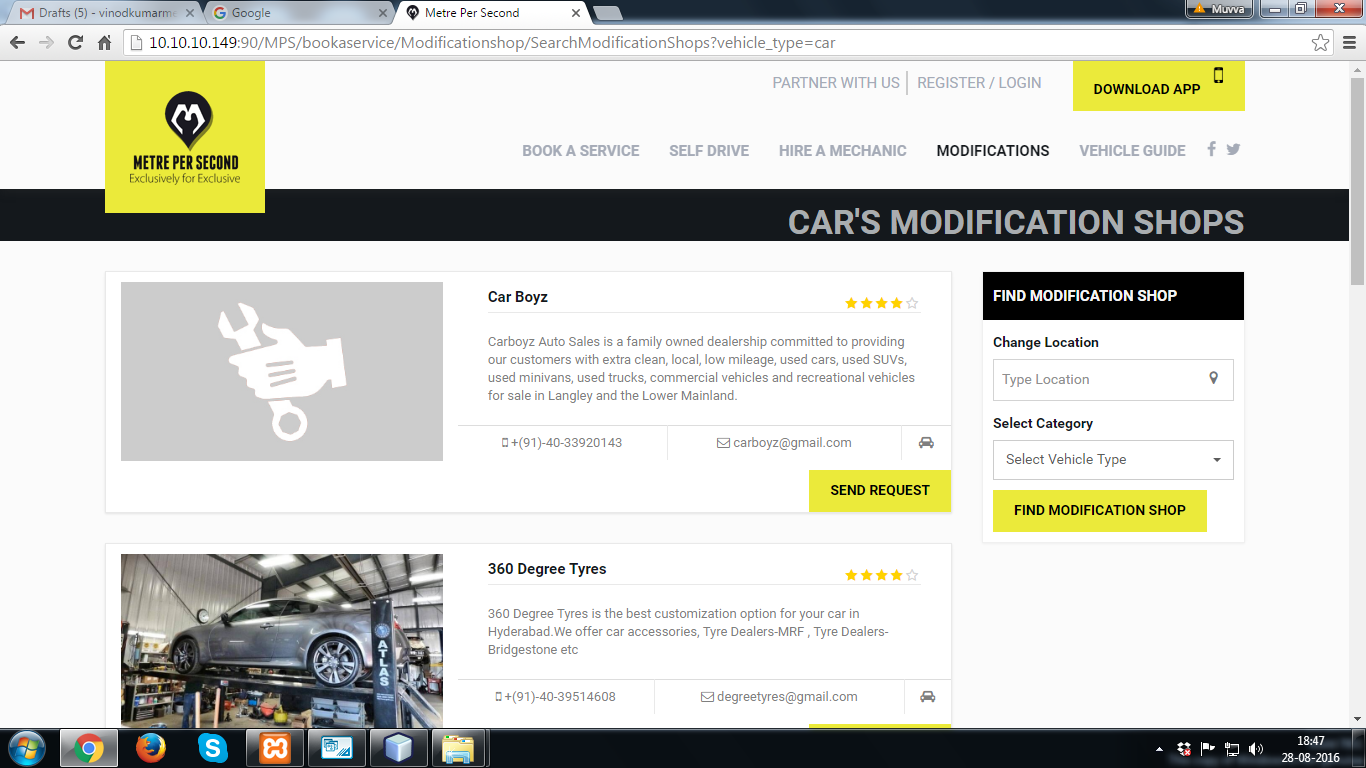 Drafts (5) - vinodkumarme
Google
Metre Per Second
Muvva
10.10.10.149:90/MPS/bookaservice/Modificationshop/SearchModificationShops?vehicle_type=car
PARTNER WITH US
REGISTER / LOGIN
DOWNLOAD APP
METRE PER SECOND
Exclusively for Exclusive
BOOK A SERVICE
SELF DRIVE
HIRE A MECHANIC
MODIFICATIONS
VEHICLE GUIDE
CAR'S MODIFICATION SHOPS
Car Boyz
Carboyz Auto Sales is a family owned dealership committed to providing
our customers with extra clean, local, low mileage, used cars, used SUVs,
used minivans, used trucks, commercial vehicles and recreational vehicles
for sale in Langley and the Lower Mainland.
+(91)-40-33920143
carboyz@gmail.com
SEND REQUEST
FIND MODIFICATION SHOP
Change Location
Type Location
Select Category
Select Vehicle Type
FIND MODIFICATION SHOP
360 Degree Tyres
360 Degree Tyres is the best customization option for your car in
Hyderabad.We offer car accessories, Tyre Dealers-MRF , Tyre Dealers-
Bridgestone etc
ATLAS
+(91)-40-39514608
degreetyres@gmail.com
18:47
28-08-2016